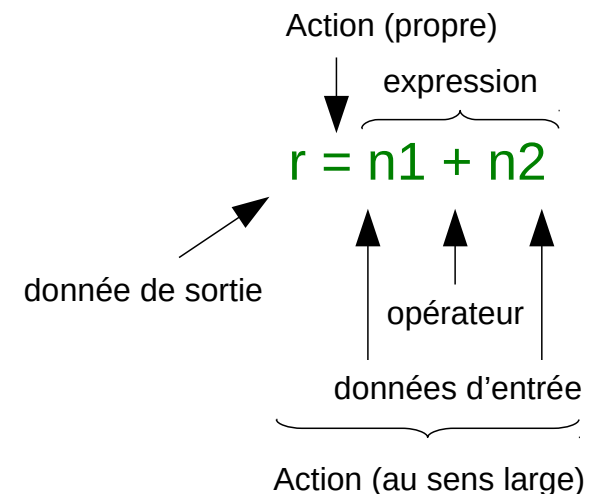 Action (propre)
expression
r = n1 + n2
donnée de sortie
opérateur
données d’entrée
Action (au sens large)